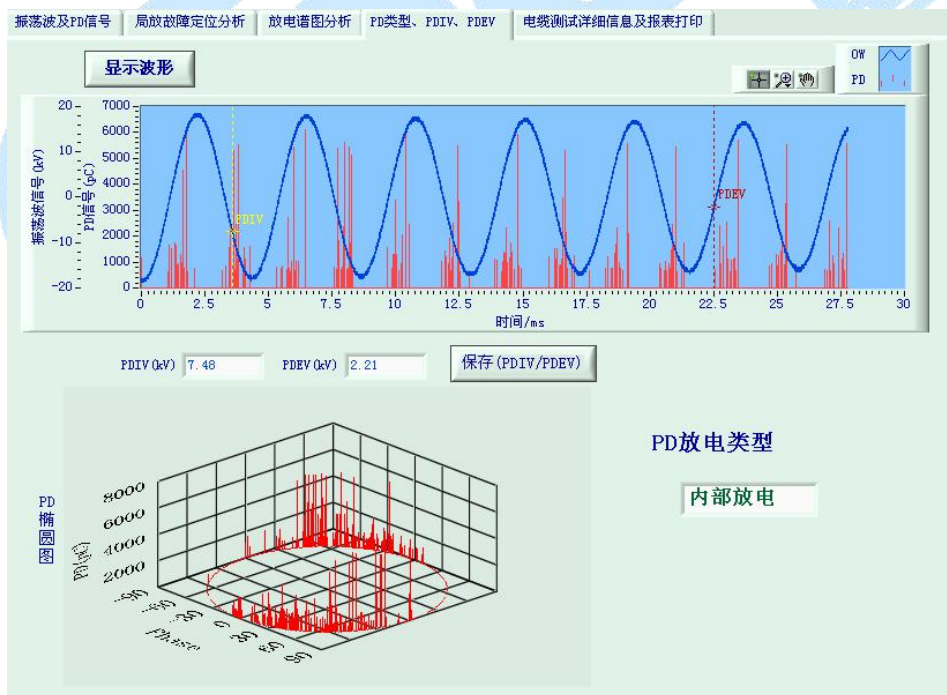 振荡波及PD信号 局放故障定位分析 放电谱图分析 PD类型、PDIV、PDEV 电缆测试详细信息及报表打印
显示波形
OW
PD
振荡波信号(kV)
20
10
0
-10
-20
PD信号(pC)
7000
6000
5000
4000
3000
2000
1000
0
PDIV
PDEV
0 2.5 5 7.5 10 12.5 15 17.5 20 22.5 25 27.5 30
时间/ms
PDIV(kV) 7.48 PDEV(kV) 2.21 保存(PDIV/PDEV)
PD椭圆图
PD(pC)
8000
6000
4000
2000
Phase
0
PD放电类型
内部放电